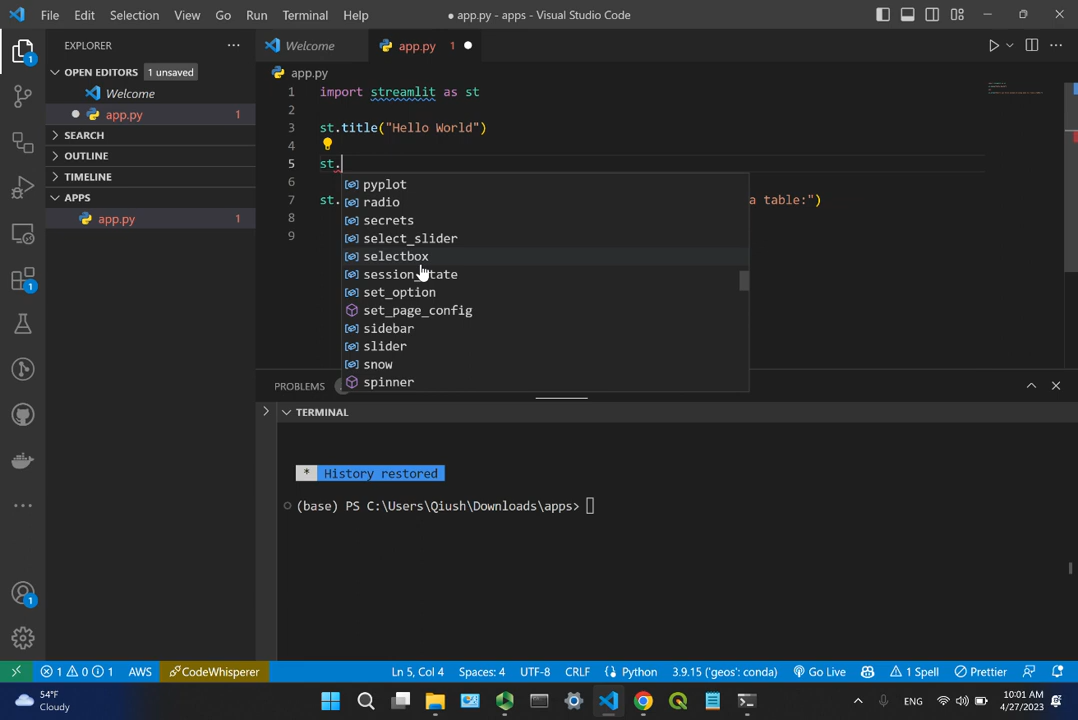 File Edit Selection View Go Run Terminal Help
● app.py - apps - Visual Studio Code
EXPLORER
Welcome
app.py 1
1
OPEN EDITORS 1 unsaved
app.py
Welcome
1 import streamlit as st
app.py 1
2
3 st.title("Hello World")
SEARCH
4
OUTLINE
5 st.
TIMELINE
6
pyplot
APPS
7 st. a table:")
radio
app.py 1
8
secrets
9
select_slider
selectbox
session_state
1
set_option
set_page_config
sidebar
slider
snow
spinner
PROBLEMS
TERMINAL
* History restored
(base) PS C:\Users\Qiush\Downloads\apps>
1
1 0 1 AWS CodeWhisperer Ln 5, Col 4 Spaces: 4 UTF-8 CRLF Python 3.9.15 ('geos': conda) Go Live 1 Spell Prettier
54°F
Cloudy
ENG
10:01 AM
4/27/2023